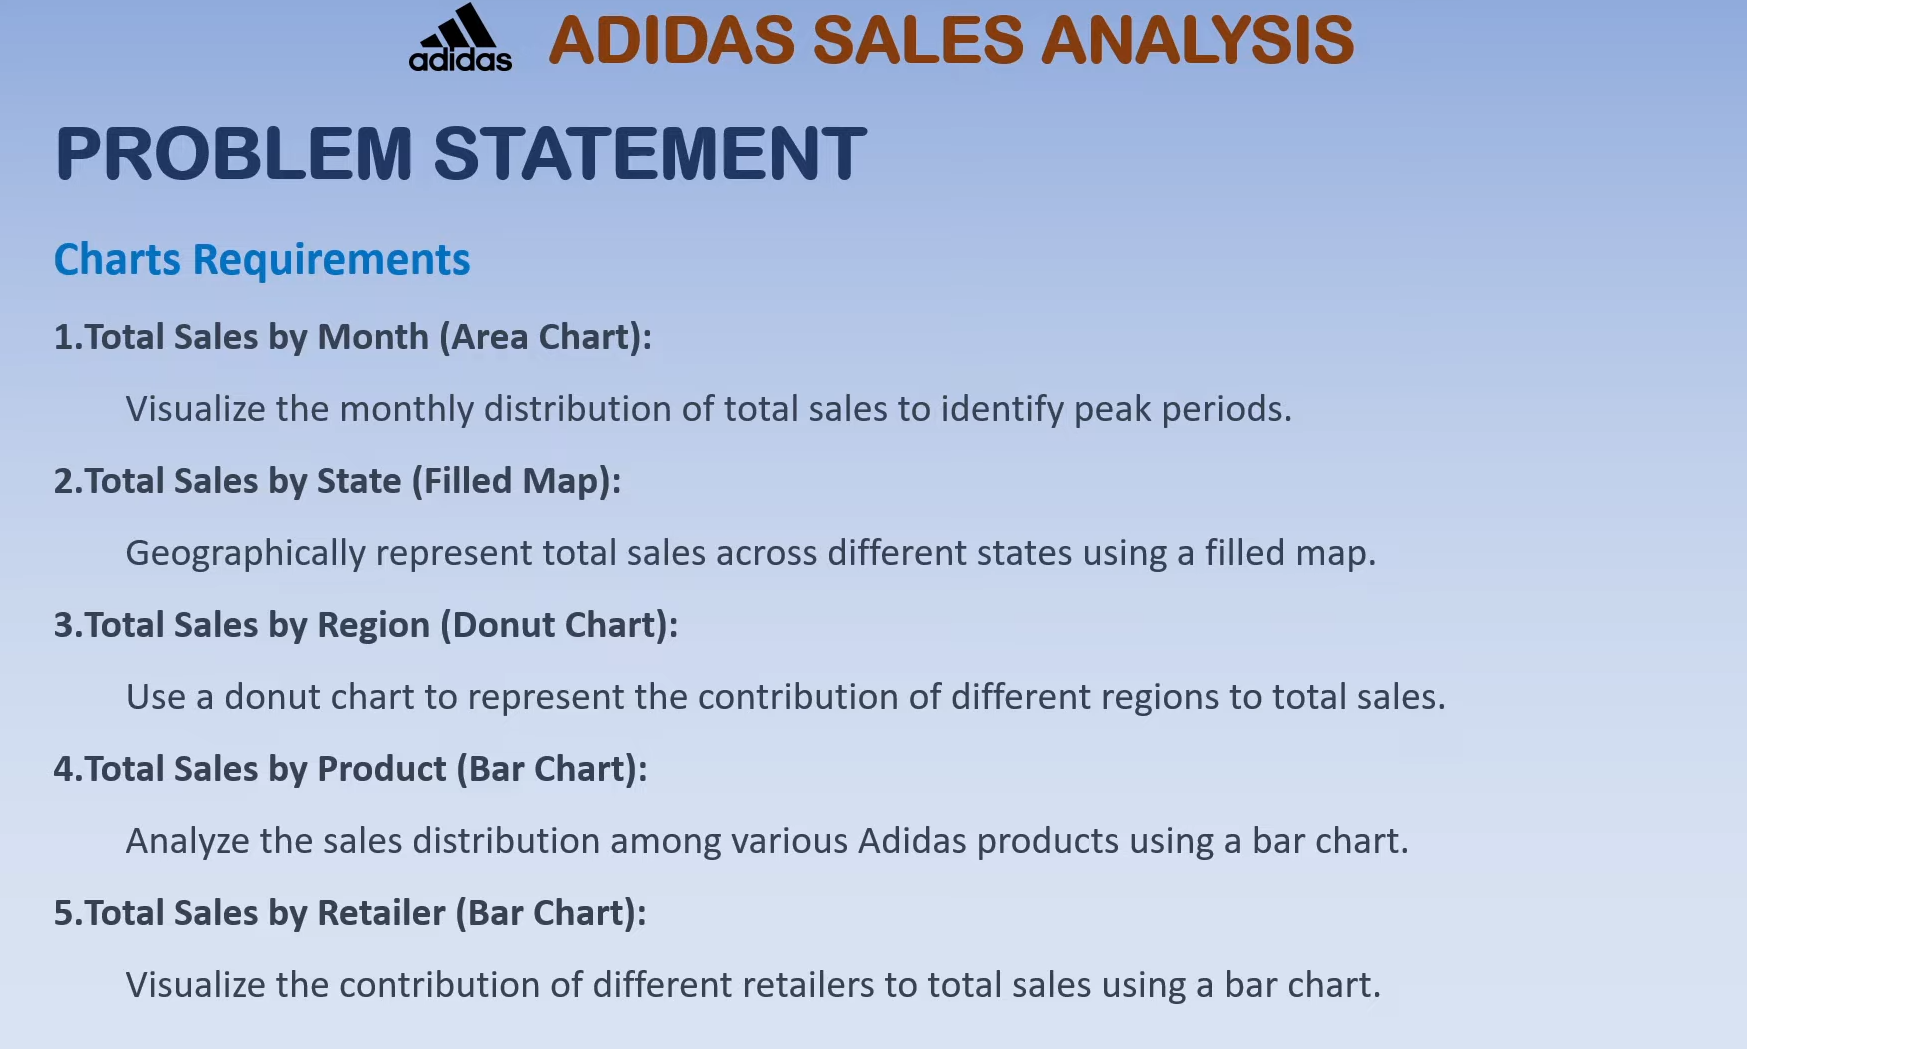 adidas
ADIDAS SALES ANALYSIS
PROBLEM STATEMENT
Charts Requirements
1.Total Sales by Month (Area Chart):
Visualize the monthly distribution of total sales to identify peak periods.
2.Total Sales by State (Filled Map):
Geographically represent total sales across different states using a filled map.
3.Total Sales by Region (Donut Chart):
Use a donut chart to represent the contribution of different regions to total sales.
4.Total Sales by Product (Bar Chart):
Analyze the sales distribution among various Adidas products using a bar chart.
5.Total Sales by Retailer (Bar Chart):
Visualize the contribution of different retailers to total sales using a bar chart.